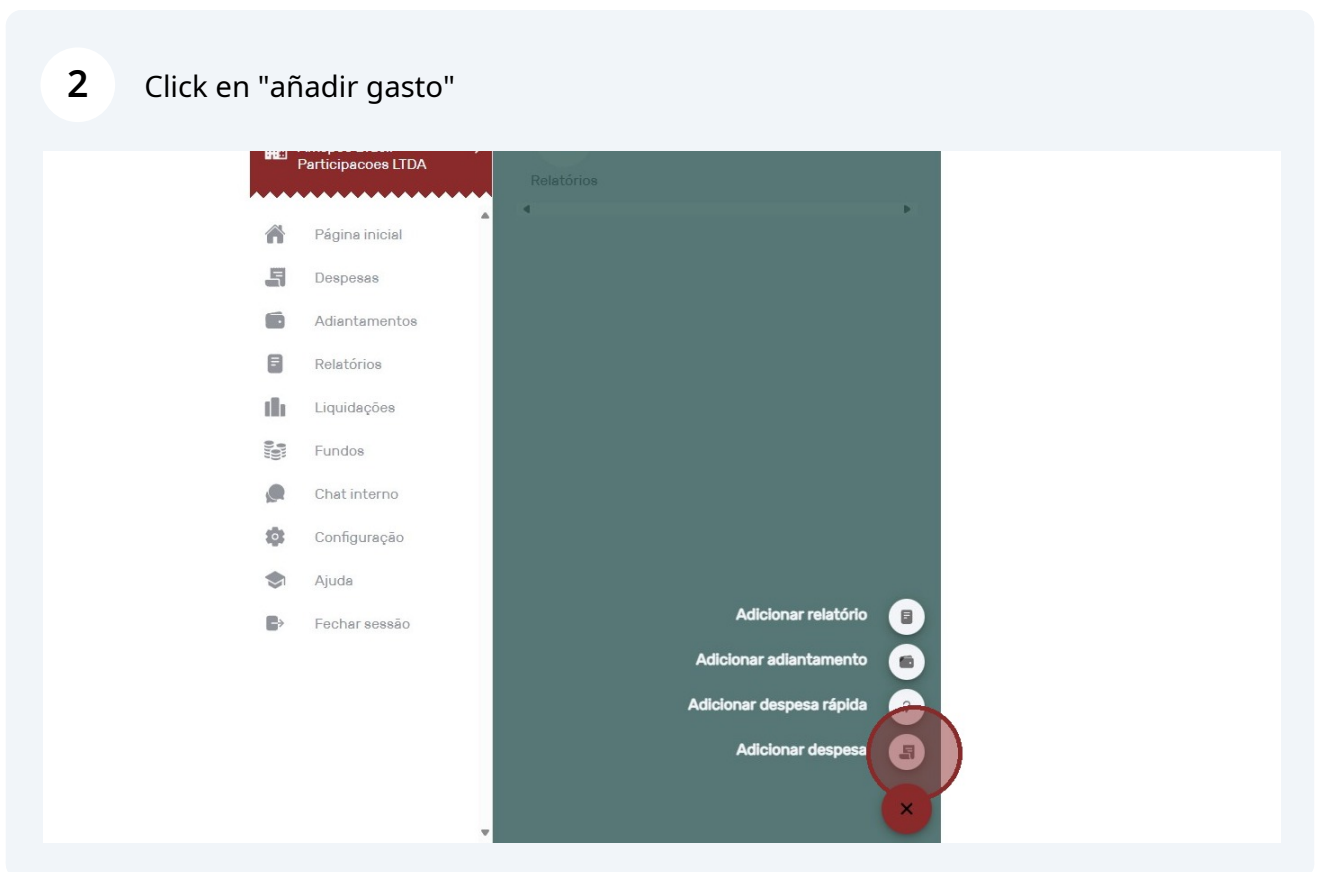 2
Click en "añadir gasto"
Participacoes LTDA
Relatórios
Página inicial
Despesas
Adiantamentos
Relatórios
Liquidações
Fundos
Chat interno
Configuração
Ajuda
Fechar sessão
Adicionar relatório
Adicionar adiantamento
Adicionar despesa rápida
Adicionar despesa